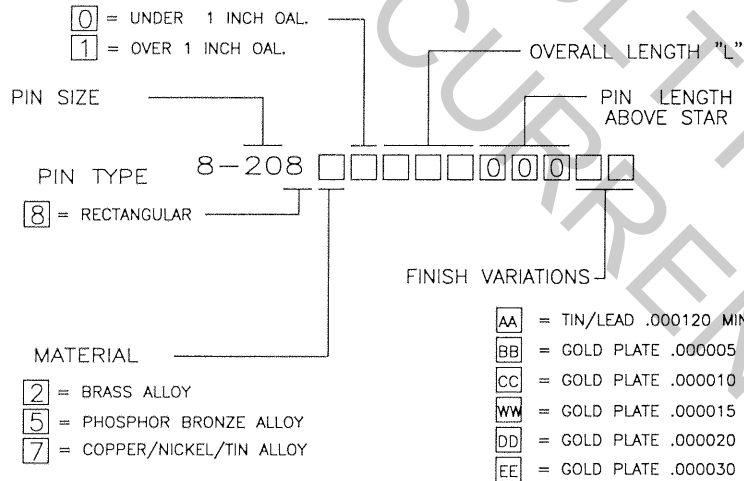 0 = UNDER 1 INCH OAL.
1 = OVER 1 INCH OAL.
OVERALL LENGTH "L"
PIN SIZE
PIN LENGTH
ABOVE STAR
8-208 000
PIN TYPE
8 = RECTANGULAR
FINISH VARIATIONS
AA = TIN/LEAD .000120 MIN
BB = GOLD PLATE .000005
CC = GOLD PLATE .000010
WW = GOLD PLATE .000015
DD = GOLD PLATE .000020
EE = GOLD PLATE .000030
MATERIAL
2 = BRASS ALLOY
5 = PHOSPHOR BRONZE ALLOY
7 = COPPER/NICKEL/TIN ALLOY